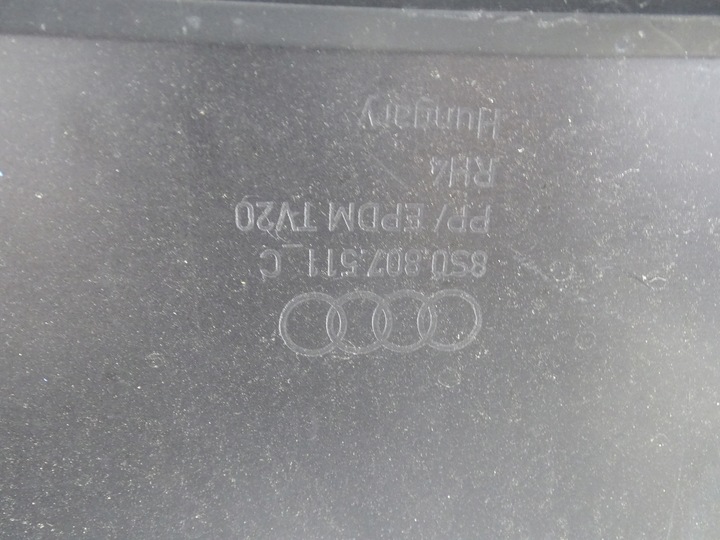 8S0.807.511_C
PP/ EPDM TV20
RH4
Hungary